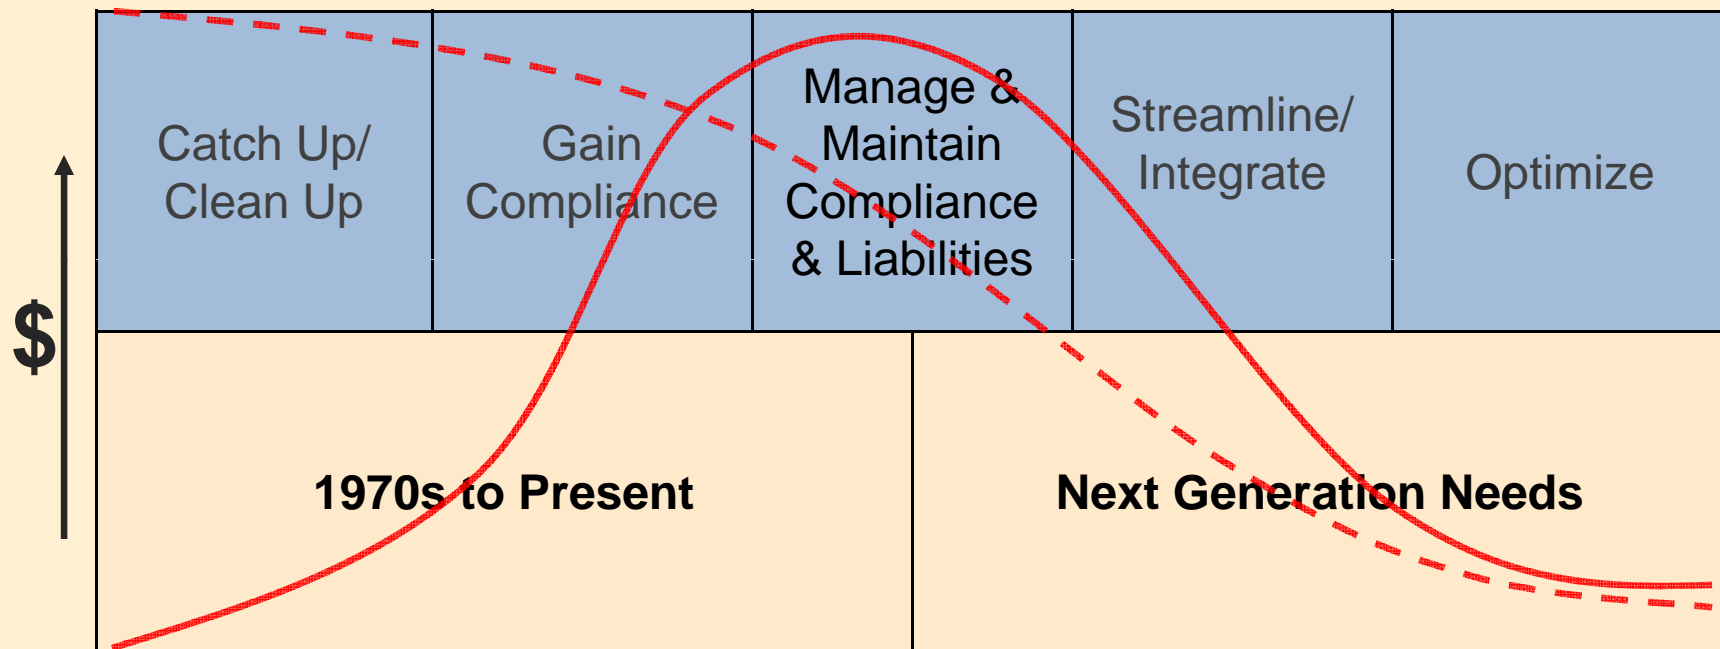 Catch Up/
Clean Up
Gain
Compliance
Manage &
Maintain
Compliance
& Liabilities
Streamline/
Integrate
Optimize
$
1970s to Present
Next Generation Needs